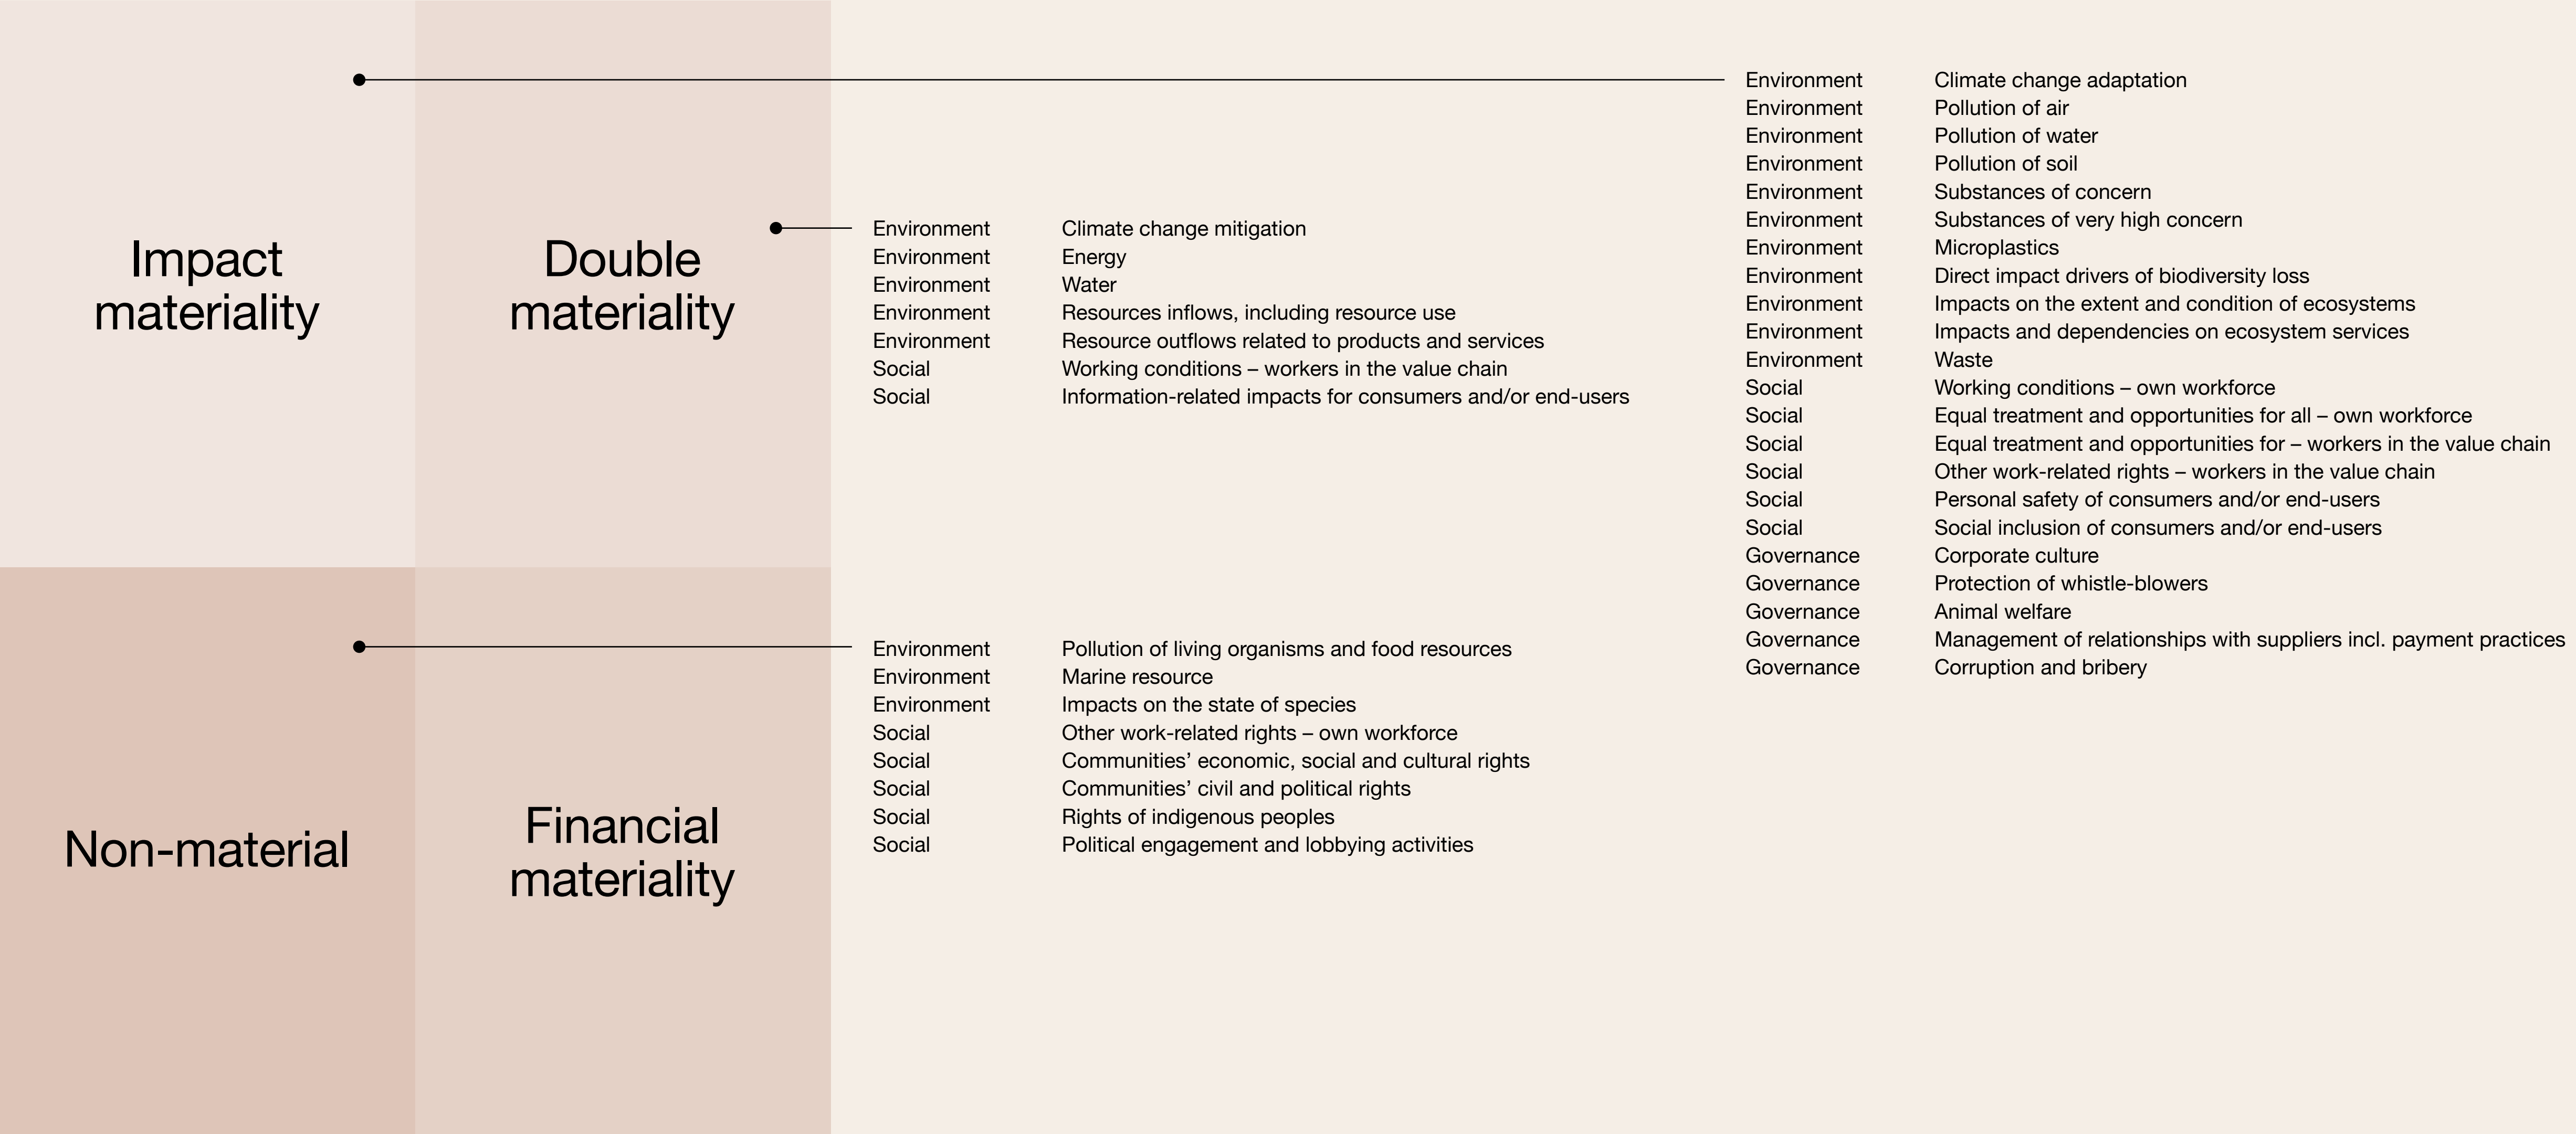 Impact
materiality
Double
materiality
Non-material
Financial
materiality
Environment Climate change mitigation
Environment Energy
Environment Water
Environment Resources inflows, including resource use
Environment Resource outflows related to products and services
Social Working conditions – workers in the value chain
Social Information-related impacts for consumers and/or end-users
Environment Pollution of living organisms and food resources
Environment Marine resource
Environment Impacts on the state of species
Social Other work-related rights – own workforce
Social Communities’ economic, social and cultural rights
Social Communities’ civil and political rights
Social Rights of indigenous peoples
Social Political engagement and lobbying activities
Environment Climate change adaptation
Environment Pollution of air
Environment Pollution of water
Environment Pollution of soil
Environment Substances of concern
Environment Substances of very high concern
Environment Microplastics
Environment Direct impact drivers of biodiversity loss
Environment Impacts on the extent and condition of ecosystems
Environment Impacts and dependencies on ecosystem services
Environment Waste
Social Working conditions – own workforce
Social Equal treatment and opportunities for all – own workforce
Social Equal treatment and opportunities for – workers in the value chain
Social Other work-related rights – workers in the value chain
Social Personal safety of consumers and/or end-users
Social Social inclusion of consumers and/or end-users
Governance Corporate culture
Governance Protection of whistle-blowers
Governance Animal welfare
Governance Management of relationships with suppliers incl. payment practices
Governance Corruption and bribery